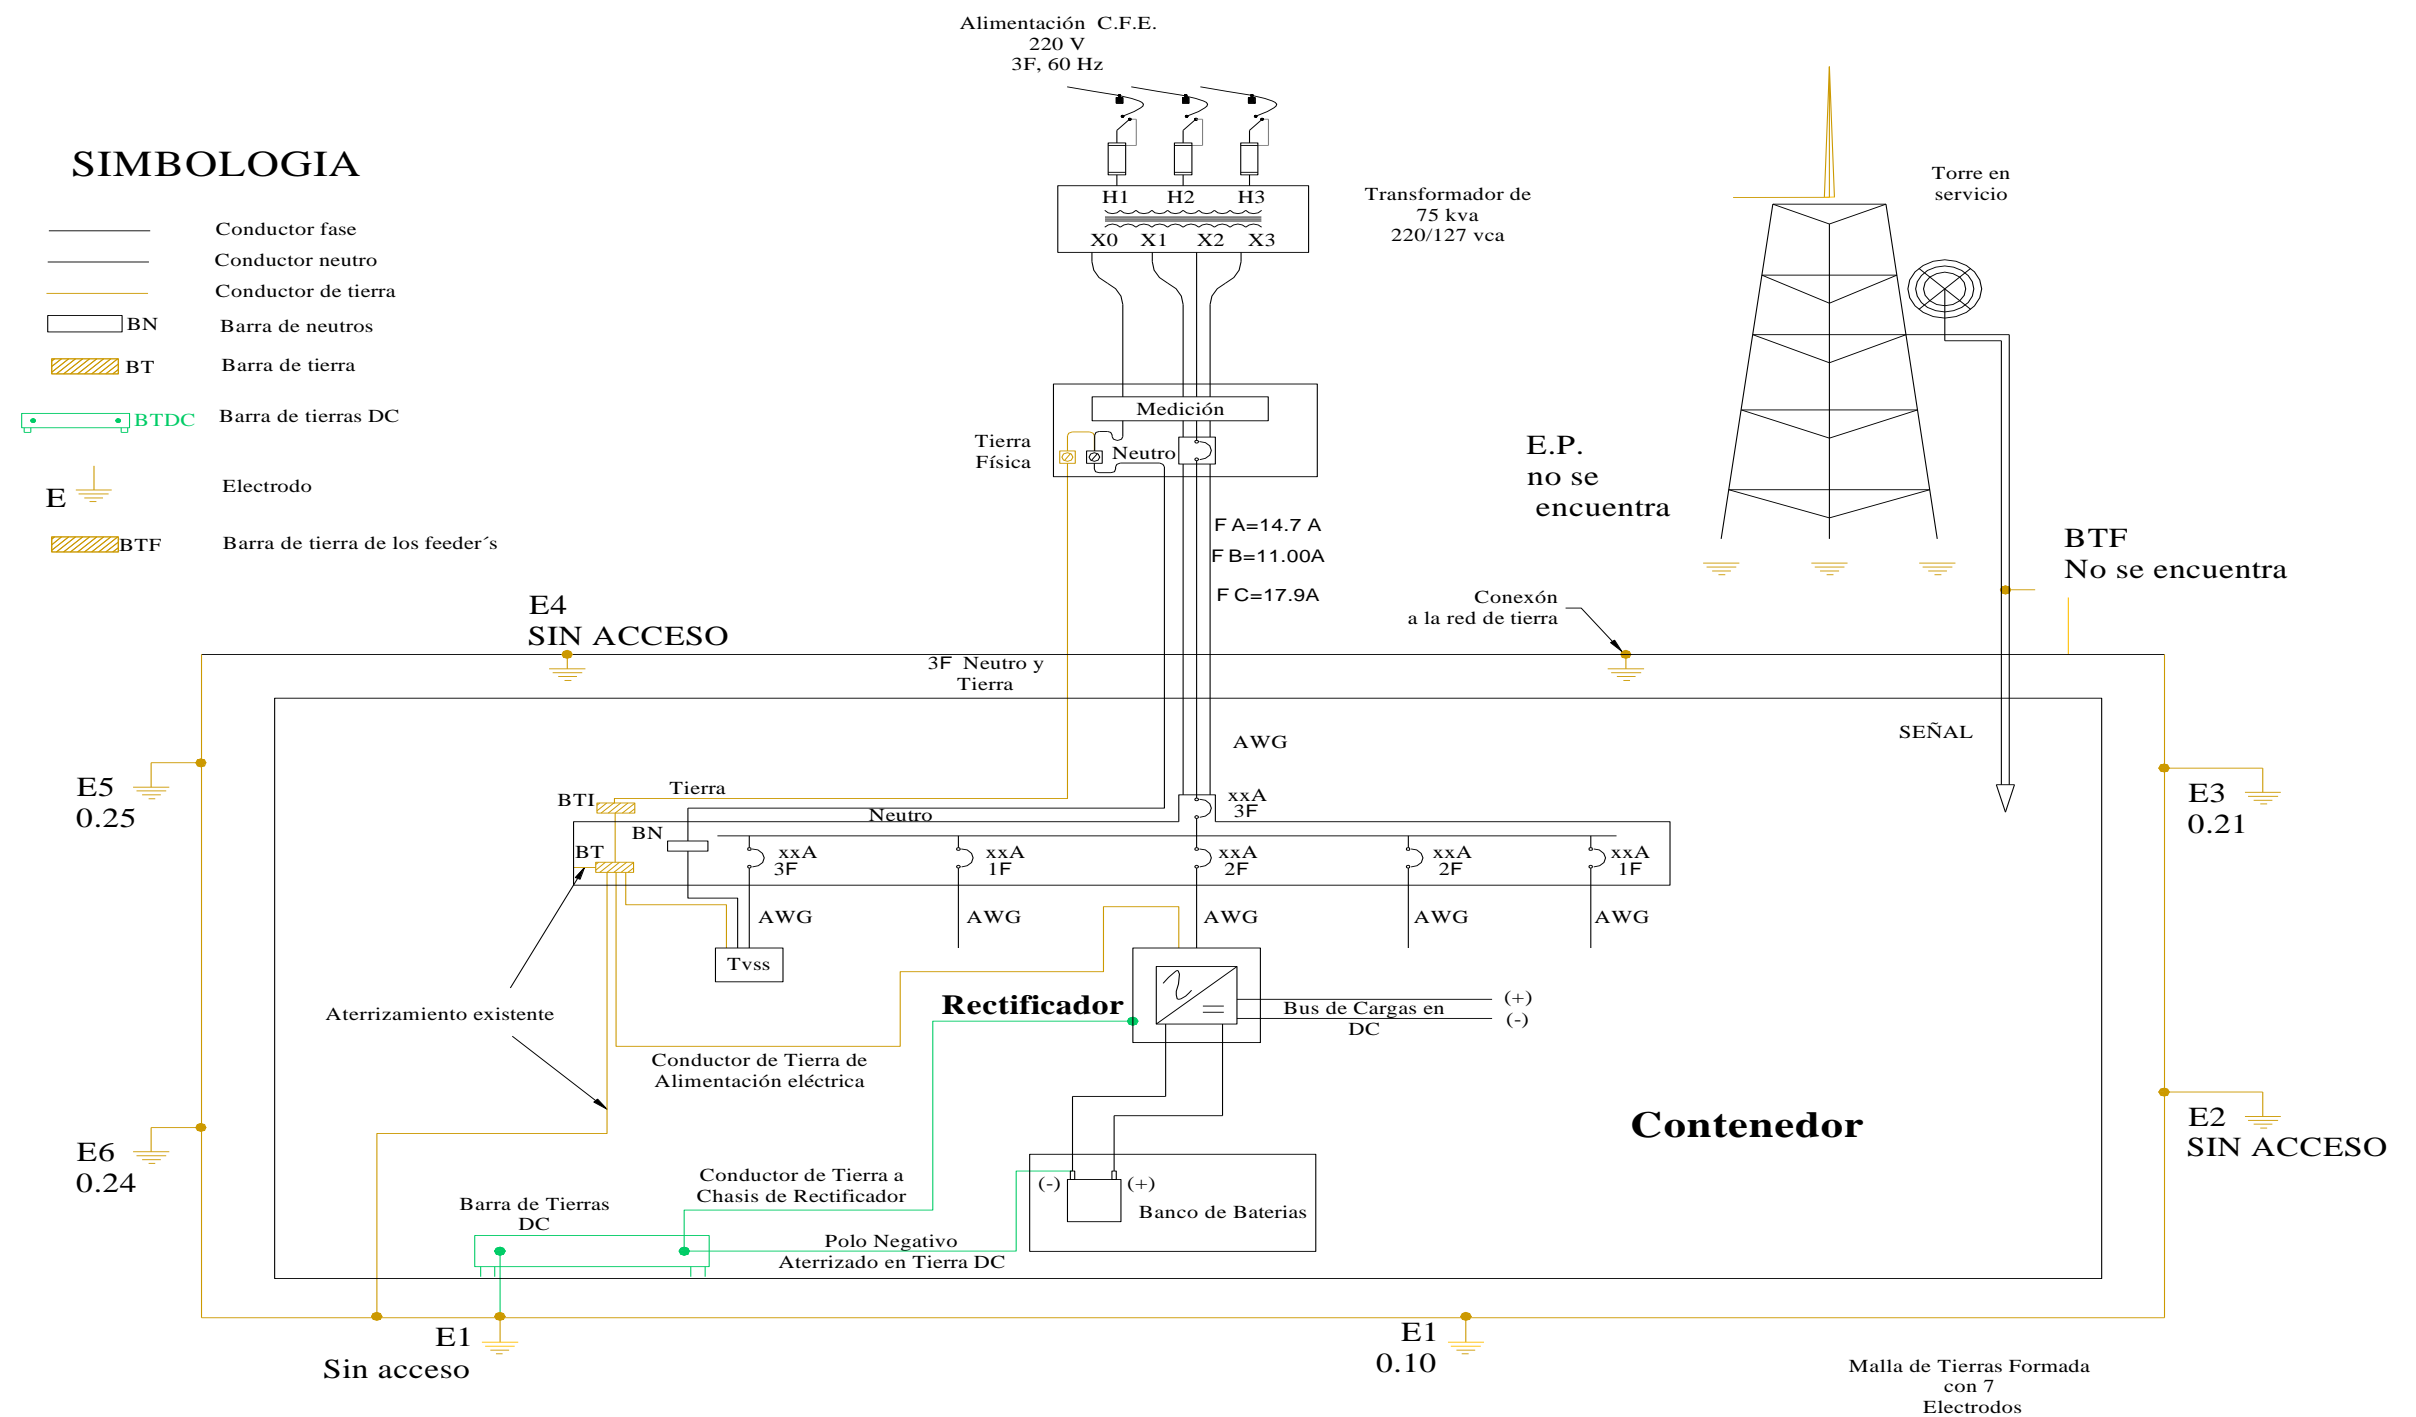 Alimentación C.F.E.
220 V
3F, 60 Hz
SIMBOLOGIA
Conductor fase
Conductor neutro
Conductor de tierra
BN Barra de neutros
BT Barra de tierra
BTDC Barra de tierras DC
E Electrodo
BTF Barra de tierra de los feeder´s
H1 H2 H3
X0 X1 X2 X3
Transformador de
75 kva
220/127 vca
Torre en
servicio
Medición
Tierra
Física
Neutro
E.P.
no se
encuentra
F A=14.7 A
F B=11.00A
F C=17.9A
BTF
No se encuentra
Conexón
a la red de tierra
E4
SIN ACCESO
3F Neutro y
Tierra
AWG
SEÑAL
E5
0.25
E3
0.21
BTI
Tierra
Neutro
xxA
3F
BN
BT
xxA
3F
xxA
1F
xxA
2F
xxA
2F
xxA
1F
AWG
AWG
AWG
AWG
AWG
Tvss
Rectificador
Aterrizamiento existente
Bus de Cargas en
DC
(+)
(-)
Conductor de Tierra de
Alimentación eléctrica
Contenedor
E6
0.24
E2
SIN ACCESO
Conductor de Tierra a
Chasis de Rectificador
(-)
(+)
Banco de Baterias
Barra de Tierras
DC
Polo Negativo
Aterrizado en Tierra DC
E1
Sin acceso
E1
0.10
Malla de Tierras Formada
con 7
Electrodos